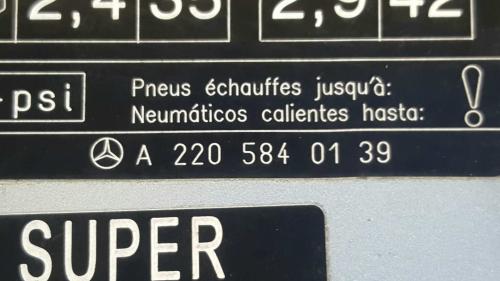 2,4 35 2,9 42
psi Pneus échauffes jusqu'à: !
Neumáticos calientes hasta:
A 220 584 01 39
SUPER